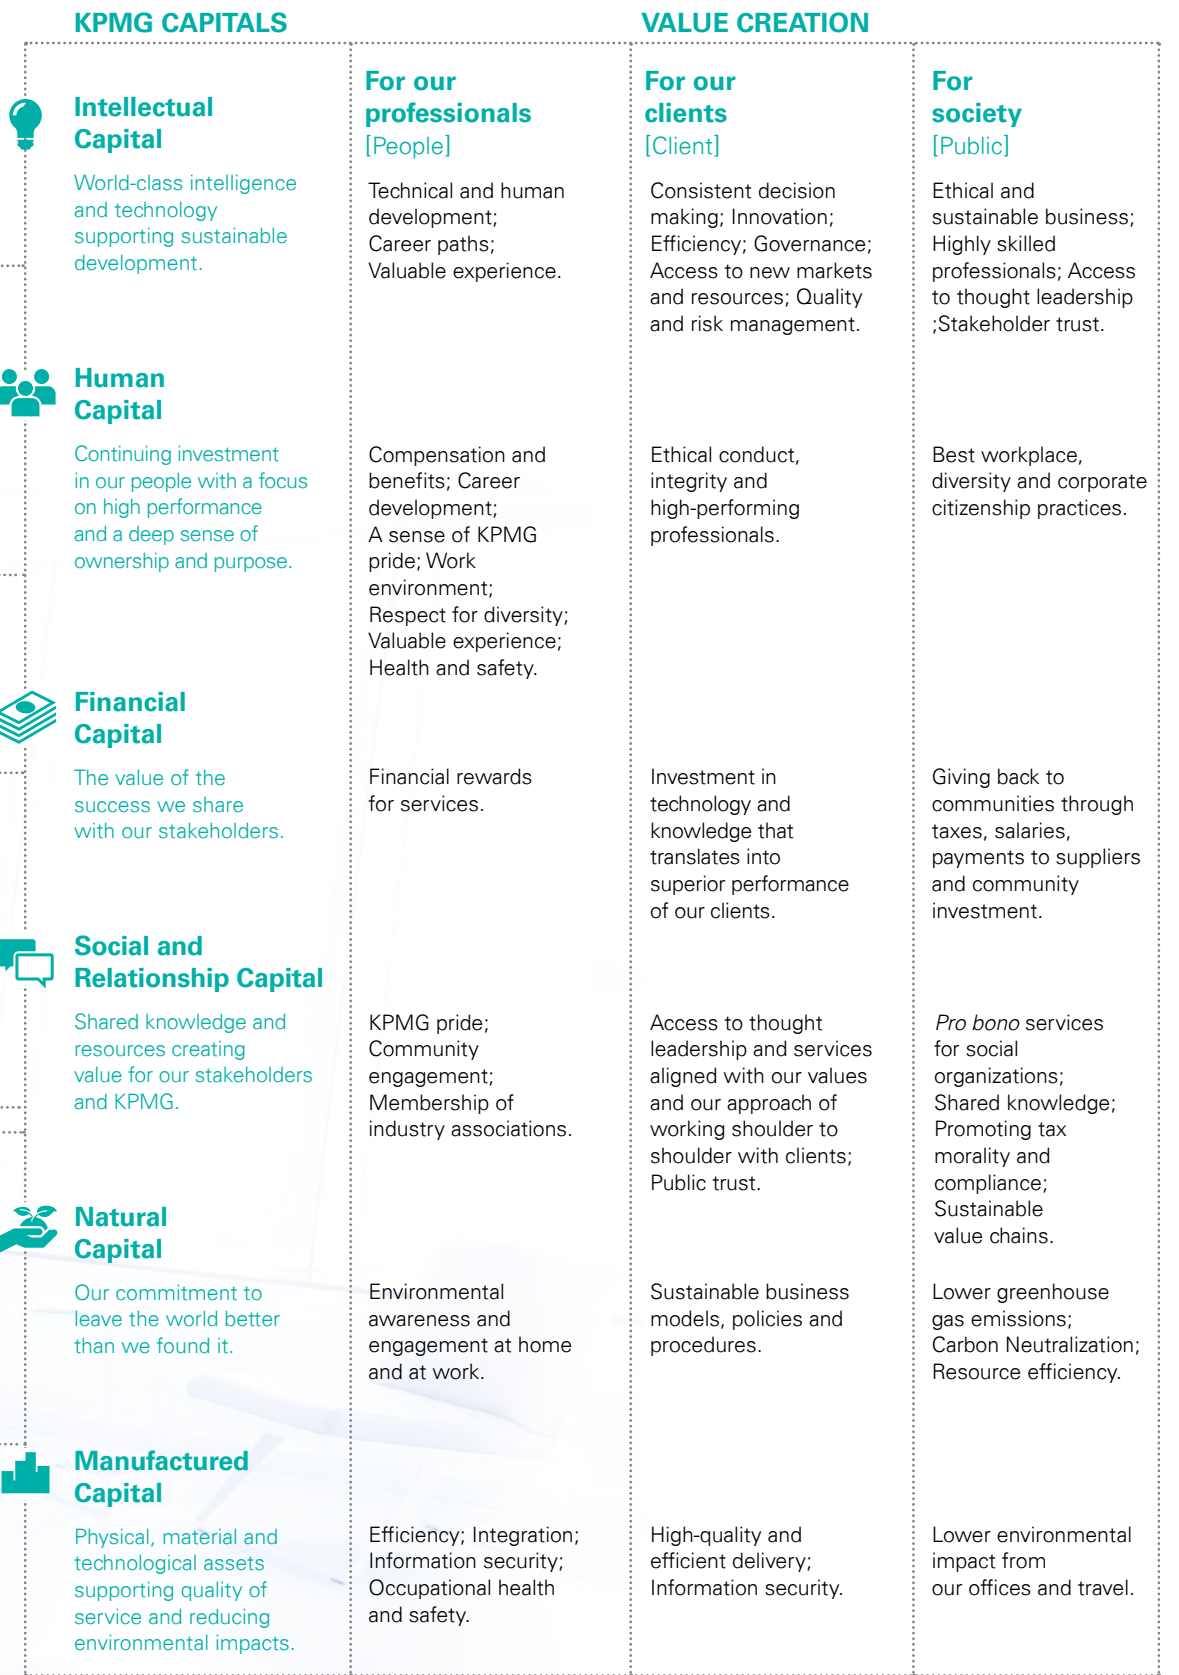 KPMG CAPITALS
VALUE CREATION
For our
professionals
[People]
For our
clients
[Client]
For
society
[Public]
Intellectual
Capital
World-class intelligence
and technology
supporting sustainable
development.
Technical and human
development;
Career paths;
Valuable experience.
Consistent decision
making; Innovation;
Efficiency; Governance;
Access to new markets
and resources; Quality
and risk management.
Ethical and
sustainable business;
Highly skilled
professionals; Access
to thought leadership
;Stakeholder trust.
Human
Capital
Continuing investment
in our people with a focus
on high performance
and a deep sense of
ownership and purpose.
Compensation and
benefits; Career
development;
A sense of KPMG
pride; Work
environment;
Respect for diversity;
Valuable experience;
Health and safety.
Ethical conduct,
integrity and
high-performing
professionals.
Best workplace,
diversity and corporate
citizenship practices.
Financial
Capital
The value of the
success we share
with our stakeholders.
Financial rewards
for services.
Investment in
technology and
knowledge that
translates into
superior performance
of our clients.
Giving back to
communities through
taxes, salaries,
payments to suppliers
and community
investment.
Social and
Relationship Capital
Shared knowledge and
resources creating
value for our stakeholders
and KPMG.
KPMG pride;
Community
engagement;
Membership of
industry associations.
Access to thought
leadership and services
aligned with our values
and our approach of
working shoulder to
shoulder with clients;
Public trust.
Pro bono services
for social
organizations;
Shared knowledge;
Promoting tax
morality and
compliance;
Sustainable
value chains.
Natural
Capital
Our commitment to
leave the world better
than we found it.
Environmental
awareness and
engagement at home
and at work.
Sustainable business
models, policies and
procedures.
Lower greenhouse
gas emissions;
Carbon Neutralization;
Resource efficiency.
Manufactured
Capital
Physical, material and
technological assets
supporting quality of
service and reducing
environmental impacts.
Efficiency; Integration;
Information security;
Occupational health
and safety.
High-quality and
efficient delivery;
Information security.
Lower environmental
impact from
our offices and travel.